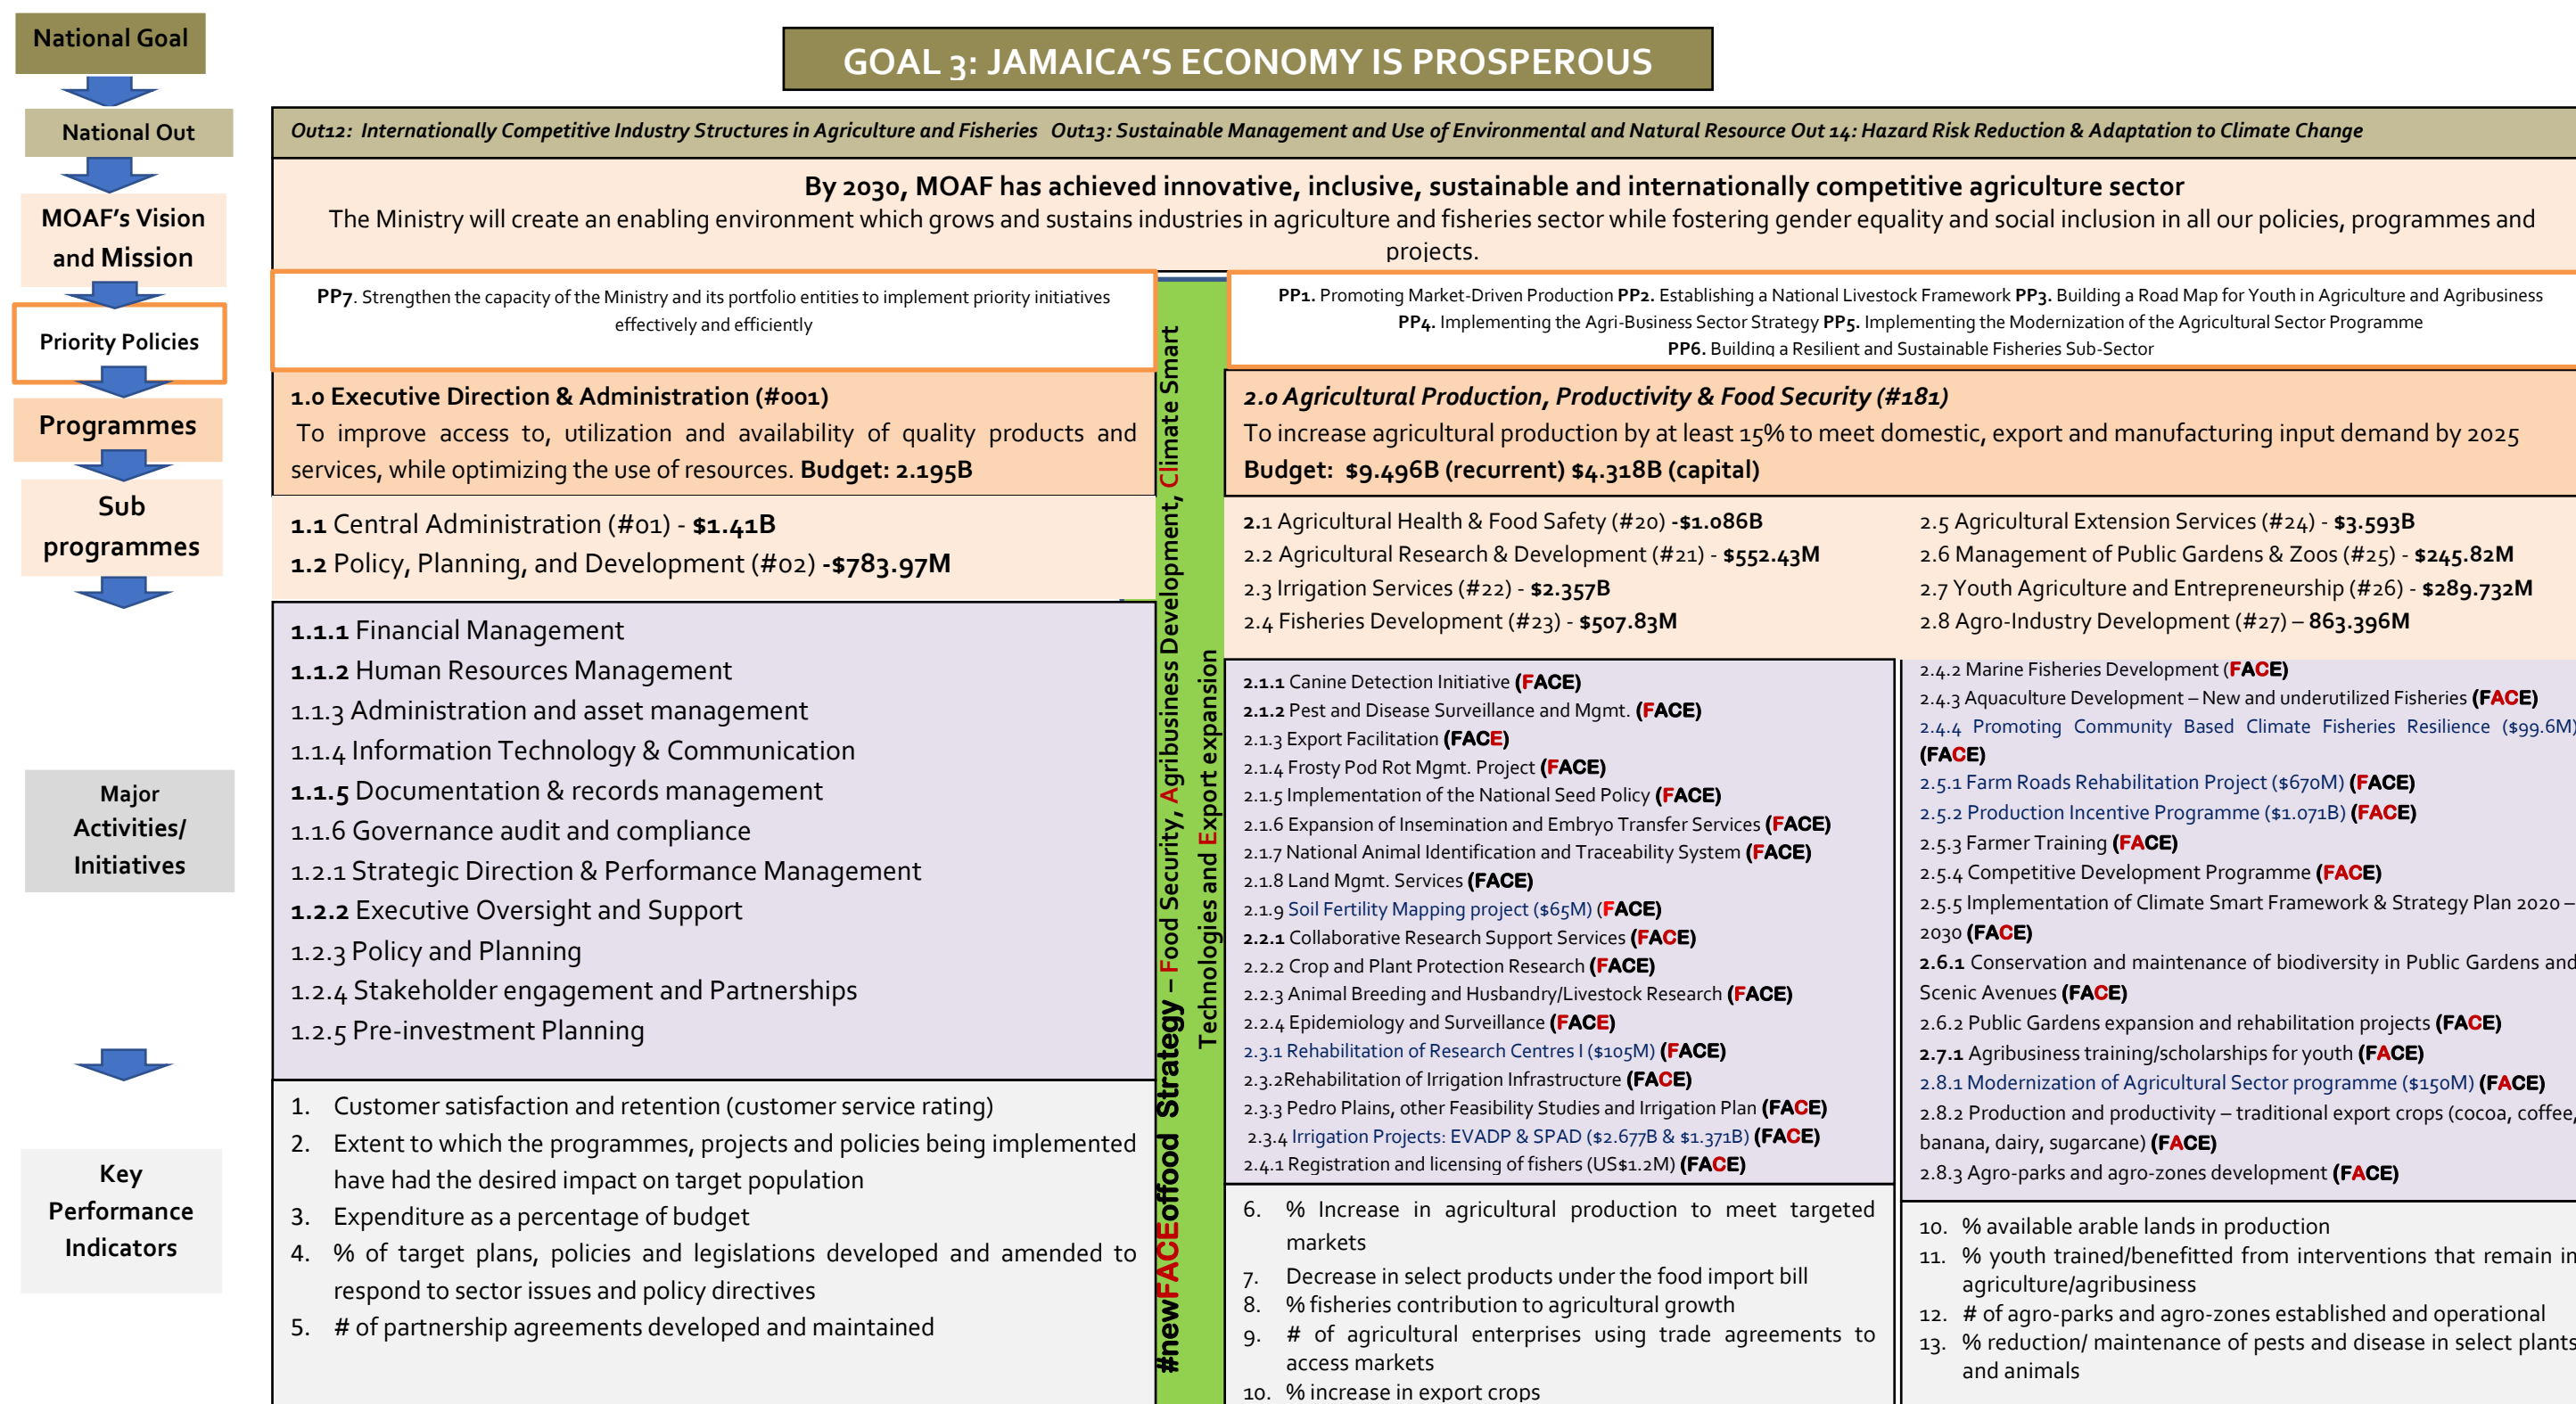 National Goal
GOAL 3: JAMAICA'S ECONOMY IS PROSPEROUS
National Out
Out12: Internationally Competitive Industry Structures in Agriculture and Fisheries Out13: Sustainable Management and Use of Environmental and Natural Resource Out 14: Hazard Risk Reduction & Adaptation to Climate Change
MOAF's Vision
and Mission
By 2030, MOAF has achieved innovative, inclusive, sustainable and internationally competitive agriculture sector
The Ministry will create an enabling environment which grows and sustains industries in agriculture and fisheries sector while fostering gender equality and social inclusion in all our policies, programmes and
projects.
Priority Policies
PP7. Strengthen the capacity of the Ministry and its portfolio entities to implement priority initiatives
effectively and efficiently
PP1. Promoting Market-Driven Production PP2. Establishing a National Livestock Framework PP3. Building a Road Map for Youth in Agriculture and Agribusiness
PP4. Implementing the Agri-Business Sector Strategy PP5. Implementing the Modernization of the Agricultural Sector Programme
PP6. Building a Resilient and Sustainable Fisheries Sub-Sector
Programmes
1.0 Executive Direction & Administration (#001)
To improve access to, utilization and availability of quality products and
services, while optimizing the use of resources. Budget: 2.195B
2.0 Agricultural Production, Productivity & Food Security (#181)
To increase agricultural production by at least 15% to meet domestic, export and manufacturing input demand by 2025
Budget: $9.496B (recurrent) $4.318B (capital)
Sub
programmes
1.1 Central Administration (#01) - $1.41B
1.2 Policy, Planning, and Development (#02) -$783.97M
2.1 Agricultural Health & Food Safety (#20) -$1.086B
2.2 Agricultural Research & Development (#21) - $552.43M
2.3 Irrigation Services (#22) - $2.357B
2.4 Fisheries Development (#23) - $507.83M
2.5 Agricultural Extension Services (#24) - $3.593B
2.6 Management of Public Gardens & Zoos (#25) - $245.82M
2.7 Youth Agriculture and Entrepreneurship (#26) - $289.732M
2.8 Agro-Industry Development (#27) – 863.396M
#newFACEoffood Strategy – Food Security, Agribusiness Development, Climate Smart
Technologies and Export expansion
Major
Activities/
Initiatives
1.1.1 Financial Management
1.1.2 Human Resources Management
1.1.3 Administration and asset management
1.1.4 Information Technology & Communication
1.1.5 Documentation & records management
1.1.6 Governance audit and compliance
1.2.1 Strategic Direction & Performance Management
1.2.2 Executive Oversight and Support
1.2.3 Policy and Planning
1.2.4 Stakeholder engagement and Partnerships
1.2.5 Pre-investment Planning
2.1.1 Canine Detection Initiative (FACE)
2.1.2 Pest and Disease Surveillance and Mgmt. (FACE)
2.1.3 Export Facilitation (FACE)
2.1.4 Frosty Pod Rot Mgmt. Project (FACE)
2.1.5 Implementation of the National Seed Policy (FACE)
2.1.6 Expansion of Insemination and Embryo Transfer Services (FACE)
2.1.7 National Animal Identification and Traceability System (FACE)
2.1.8 Land Mgmt. Services (FACE)
2.1.9 Soil Fertility Mapping project ($65M) (FACE)
2.2.1 Collaborative Research Support Services (FACE)
2.2.2 Crop and Plant Protection Research (FACE)
2.2.3 Animal Breeding and Husbandry/Livestock Research (FACE)
2.2.4 Epidemiology and Surveillance (FACE)
2.3.1 Rehabilitation of Research Centres I ($105M) (FACE)
2.3.2Rehabilitation of Irrigation Infrastructure (FACE)
2.3.3 Pedro Plains, other Feasibility Studies and Irrigation Plan (FACE)
2.3.4 Irrigation Projects: EVADP & SPAD ($2.677B & $1.371B) (FACE)
2.4.1 Registration and licensing of fishers (US$1.2M) (FACE)
2.4.2 Marine Fisheries Development (FACE)
2.4.3 Aquaculture Development – New and underutilized Fisheries (FACE)
2.4.4 Promoting Community Based Climate Fisheries Resilience ($99.6M)
(FACE)
2.5.1 Farm Roads Rehabilitation Project ($670M) (FACE)
2.5.2 Production Incentive Programme ($1.071B) (FACE)
2.5.3 Farmer Training (FACE)
2.5.4 Competitive Development Programme (FACE)
2.5.5 Implementation of Climate Smart Framework & Strategy Plan 2020 –
2030 (FACE)
2.6.1 Conservation and maintenance of biodiversity in Public Gardens and
Scenic Avenues (FACE)
2.6.2 Public Gardens expansion and rehabilitation projects (FACE)
2.7.1 Agribusiness training/scholarships for youth (FACE)
2.8.1 Modernization of Agricultural Sector programme ($150M) (FACE)
2.8.2 Production and productivity – traditional export crops (cocoa, coffee,
banana, dairy, sugarcane) (FACE)
2.8.3 Agro-parks and agro-zones development (FACE)
Key
Performance
Indicators
1. Customer satisfaction and retention (customer service rating)
2. Extent to which the programmes, projects and policies being implemented
have had the desired impact on target population
3. Expenditure as a percentage of budget
4. % of target plans, policies and legislations developed and amended to
respond to sector issues and policy directives
5. # of partnership agreements developed and maintained
6. % Increase in agricultural production to meet targeted
markets
7. Decrease in select products under the food import bill
8. % fisheries contribution to agricultural growth
9. # of agricultural enterprises using trade agreements to
access markets
10. % increase in export crops
10. % available arable lands in production
11. % youth trained/benefitted from interventions that remain in
agriculture/agribusiness
12. # of agro-parks and agro-zones established and operational
13. % reduction/ maintenance of pests and disease in select plants
and animals